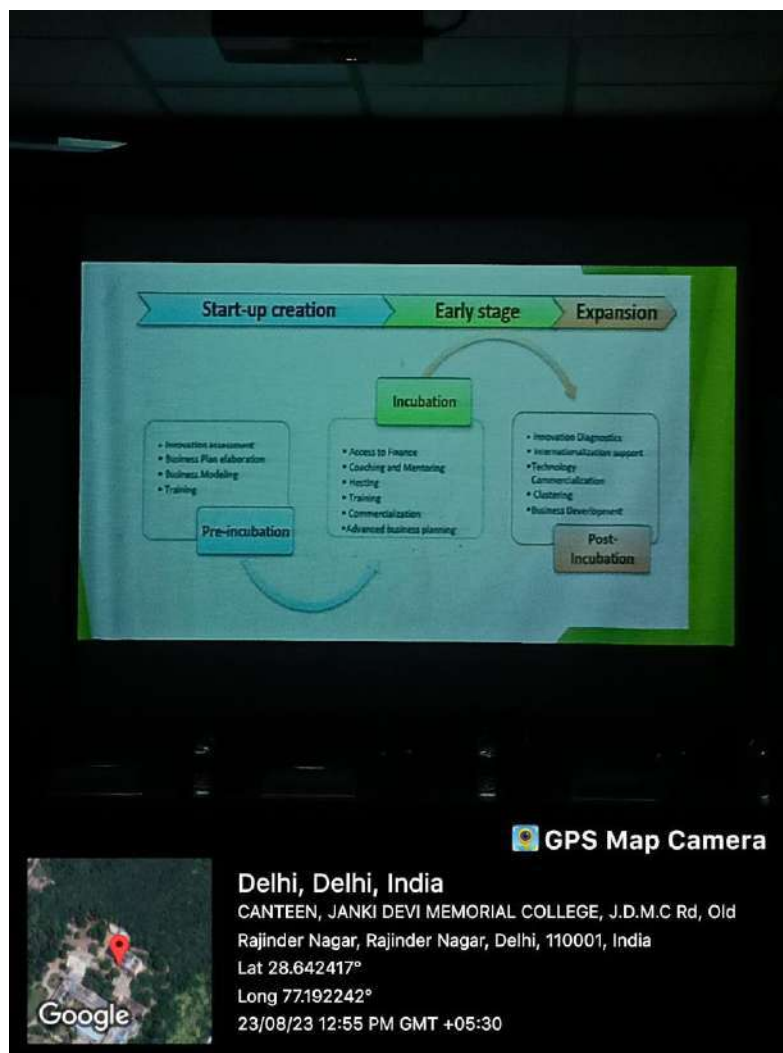 Start-up creation
Early stage
Expansion
Incubation
• Innovation assessment
• Business Plan elaboration
• Business Modeling
• Training
Pre-incubation
• Access to Finance
• Coaching and Mentoring
• Hosting
• Training
• Commercialization
•Advanced business planning
• Innovation Diagnostics
• Internationalization support
•Technology
Commercialization
• Clustering
•Business Development
Post-
Incubation
GPS Map Camera
Delhi, Delhi, India
CANTEEN, JANKI DEVI MEMORIAL COLLEGE, J.D.M.C Rd, Old
Rajinder Nagar, Rajinder Nagar, Delhi, 110001, India
Lat 28.642417°
Long 77.192242°
23/08/23 12:55 PM GMT +05:30
Google